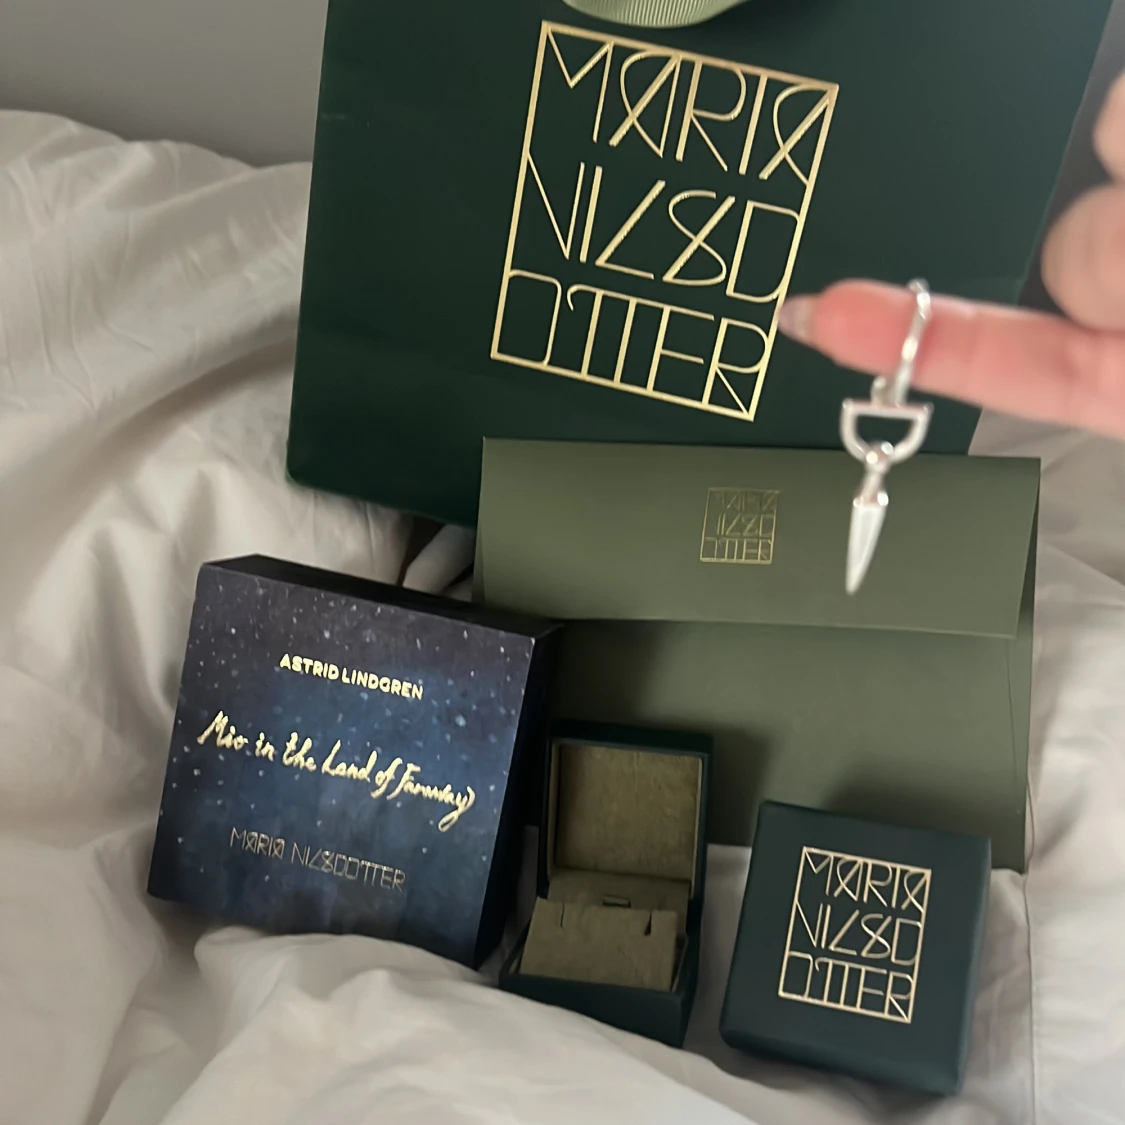 MARIA
NILSD
OTTER
MARIA
NILSD
OTTER
ASTRID LINDGREN
Mio in the Land of Faraway
MARIA NILSDOTTER
MARIA
NILSD
OTTER